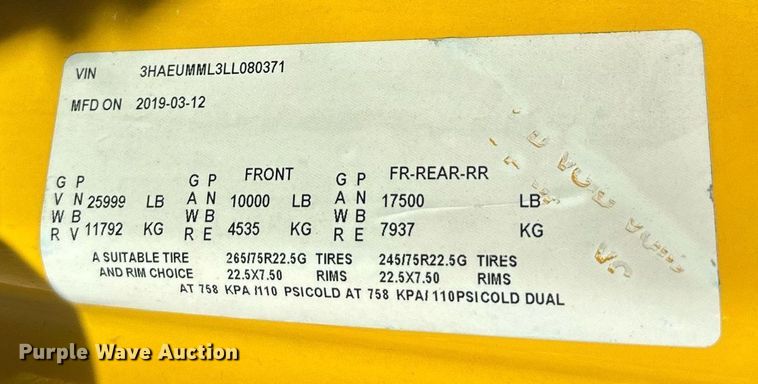 VIN 3HAEUMML3LL080371
MFD ON 2019-03-12
G P G P FRONT G P FR-REAR-RR
V N 25999 LB A N 10000 LB A N 17500 LB
W B W B W B
R V 11792 KG R E 4535 KG R E 7937 KG
A SUITABLE TIRE 265/75R22.5G TIRES 245/75R22.5G TIRES
AND RIM CHOICE 22.5X7.50 RIMS 22.5X7.50 RIMS
AT 758 KPA /110 PSICOLD AT 758 KPA/110PSICOLD DUAL
Purple Wave Auction